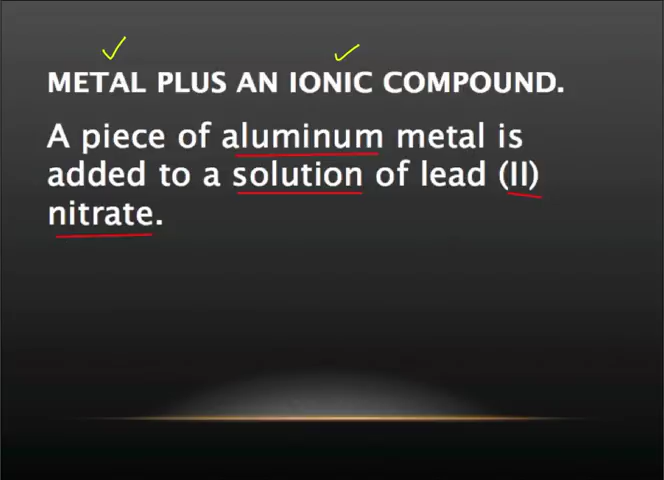 METAL PLUS AN IONIC COMPOUND.
A piece of aluminum metal is
added to a solution of lead (II)
nitrate.